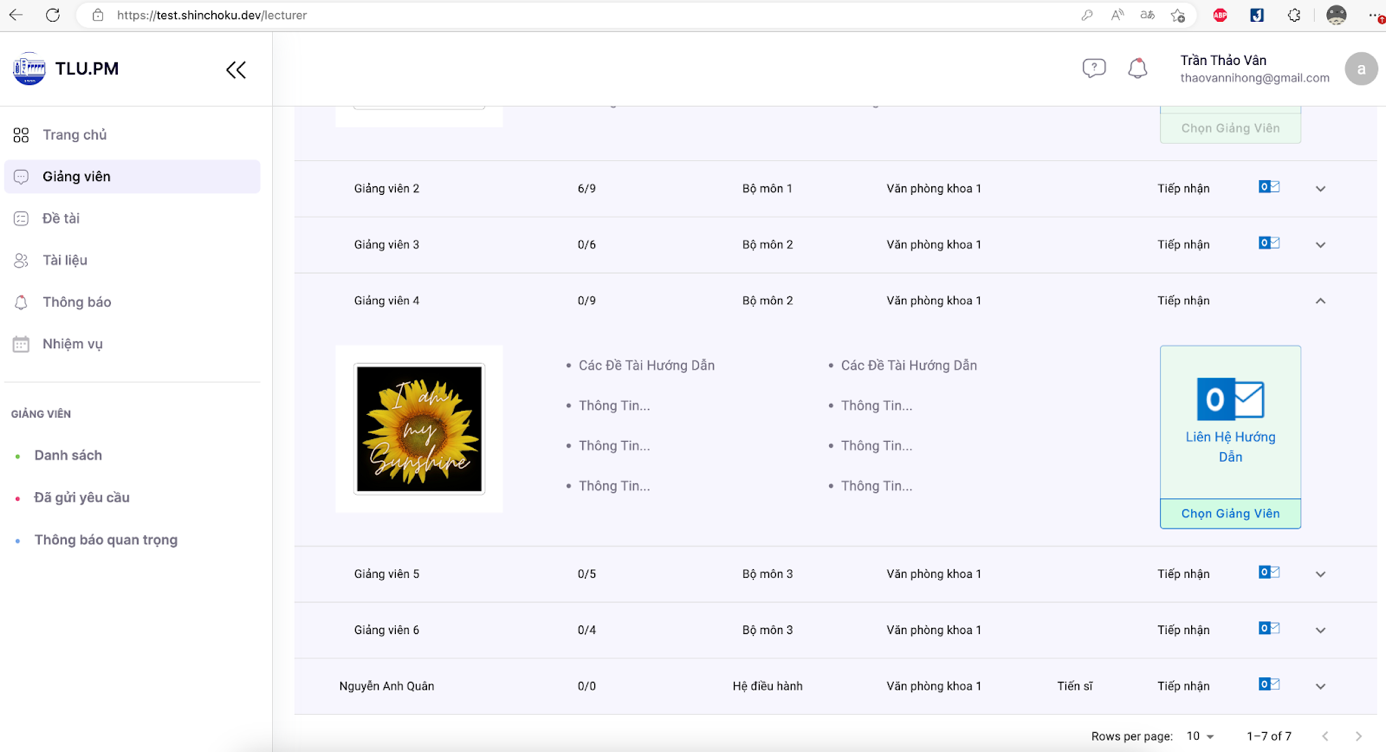 https://test.shinchoku.dev/lecturer
ABP
TLU.PM
Trần Thảo Vân
thaovannihong@gmail.com
a
Trang chủ
Giảng viên
Đề tài
Tài liệu
Thông báo
Nhiệm vụ
GIẢNG VIÊN
Danh sách
Đã gửi yêu cầu
Thông báo quan trọng
Chọn Giảng Viên
Giảng viên 2 6/9 Bộ môn 1 Văn phòng khoa 1 Tiếp nhận
Giảng viên 3 0/6 Bộ môn 2 Văn phòng khoa 1 Tiếp nhận
Giảng viên 4 0/9 Bộ môn 2 Văn phòng khoa 1 Tiếp nhận
I am
my
Sunshine
Các Đề Tài Hướng Dẫn
Thông Tin...
Thông Tin...
Thông Tin...
Các Đề Tài Hướng Dẫn
Thông Tin...
Thông Tin...
Thông Tin...
Liên Hệ Hướng
Dẫn
Chọn Giảng Viên
Giảng viên 5 0/5 Bộ môn 3 Văn phòng khoa 1 Tiếp nhận
Giảng viên 6 0/4 Bộ môn 3 Văn phòng khoa 1 Tiếp nhận
Nguyễn Anh Quân 0/0 Hệ điều hành Văn phòng khoa 1 Tiến sĩ Tiếp nhận
Rows per page: 10 1–7 of 7